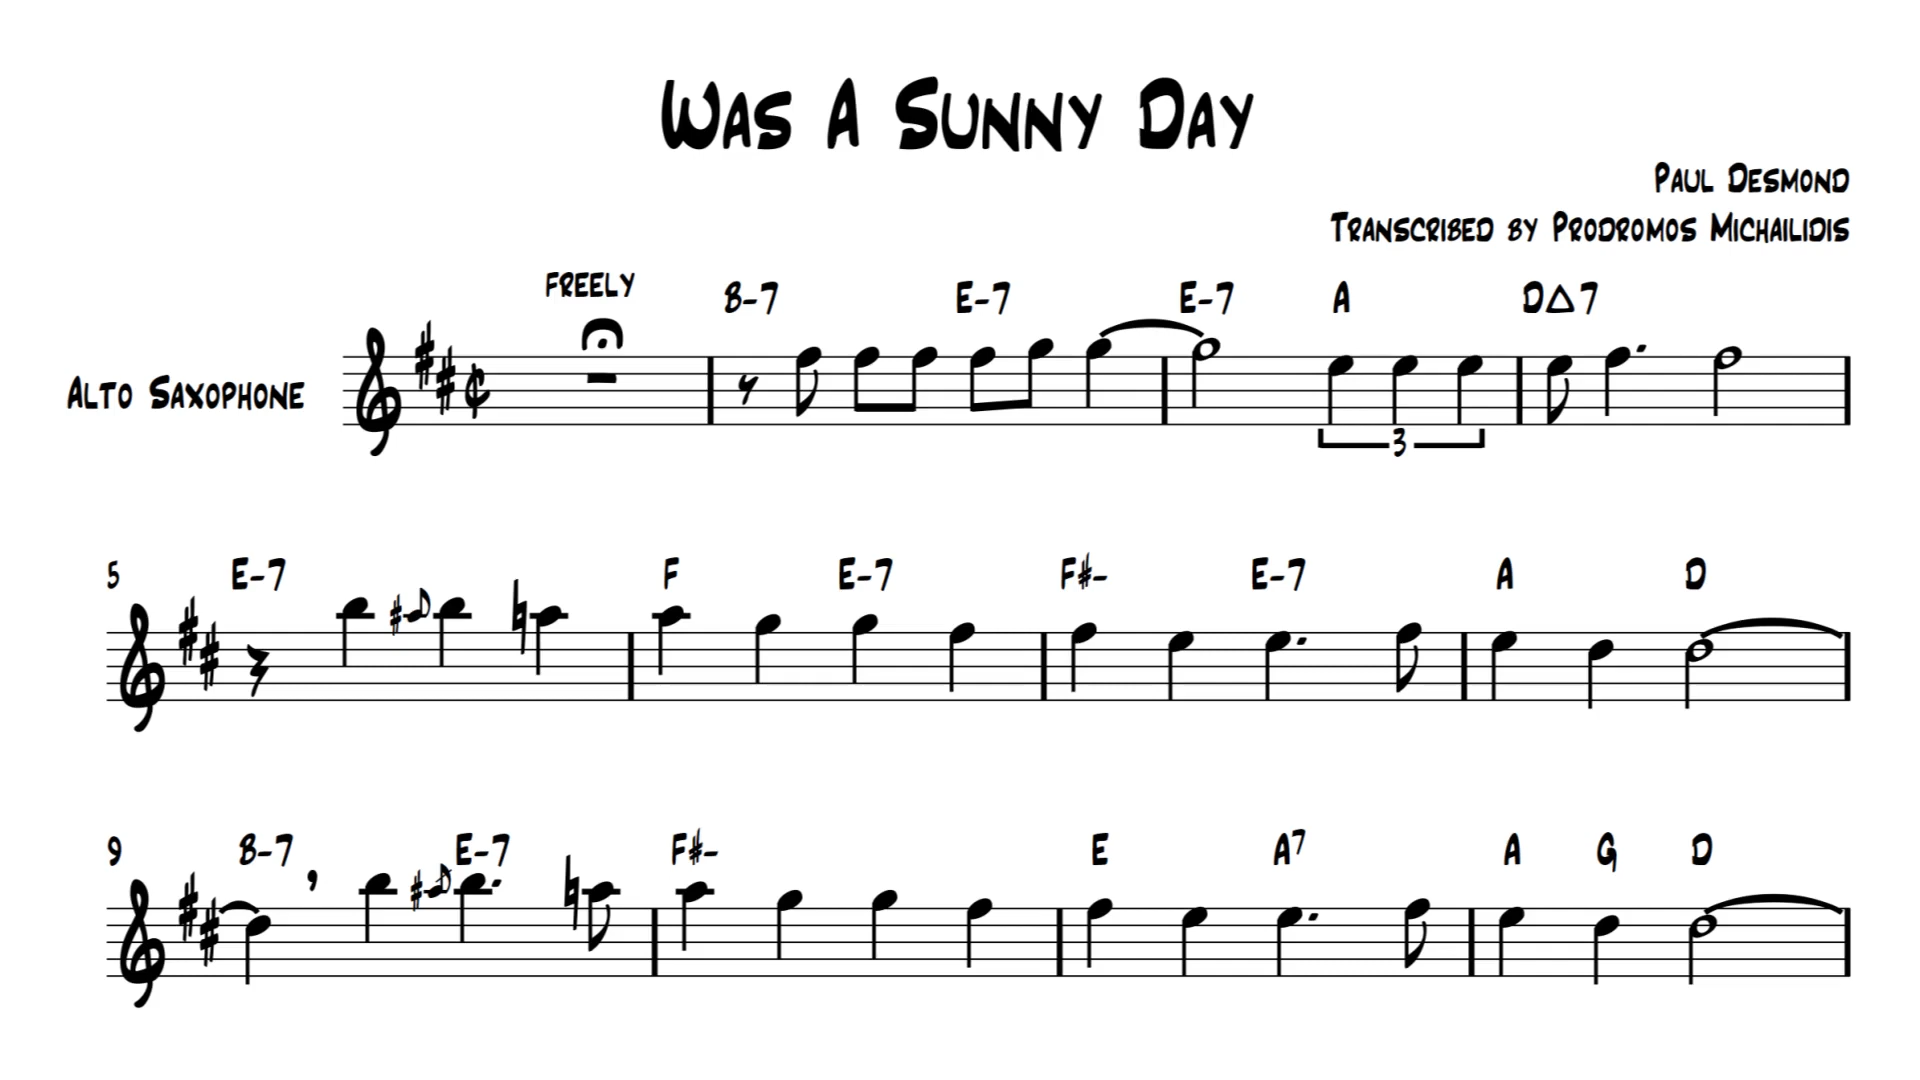 Was A Sunny Day
Paul Desmond
Transcribed by Prodromos Michailidis
freely
B-7 E-7 E-7 A D△7
Alto Saxophone
3
5 E-7 F E-7 F#- E-7 A D
9 B-7 E-7 F#- E A7 A G D